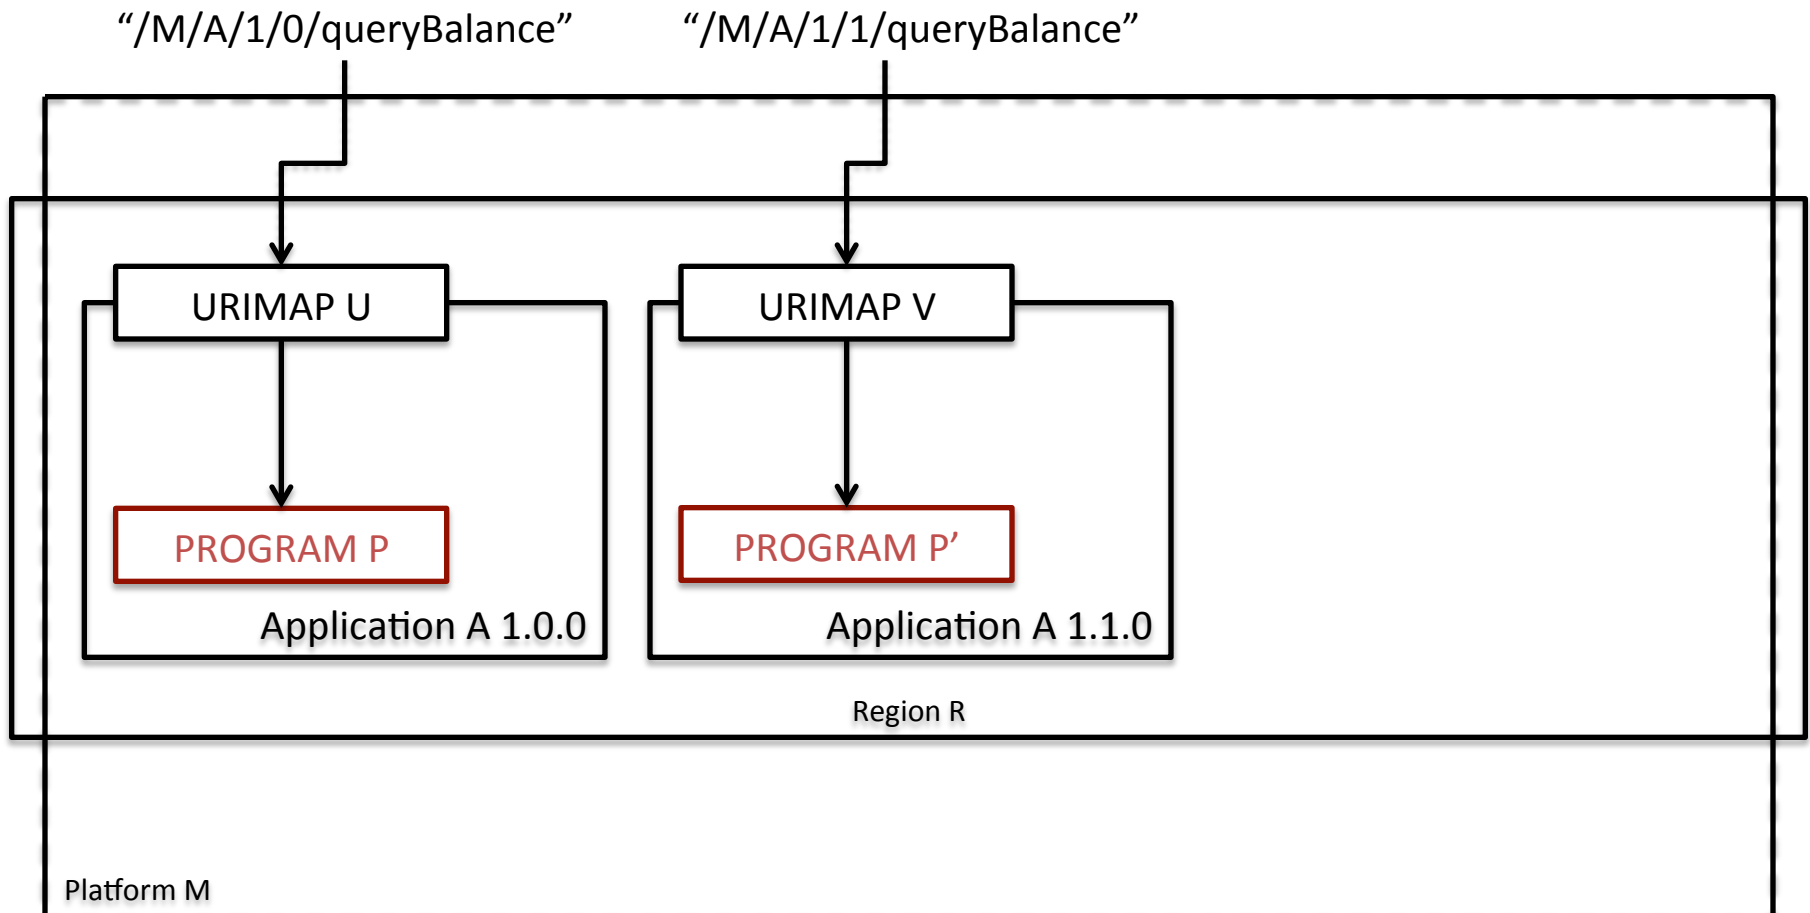 “/M/A/1/0/queryBalance”
“/M/A/1/1/queryBalance”
URIMAP U
URIMAP V
PROGRAM P
PROGRAM P’
Application A 1.0.0
Application A 1.1.0
Region R
Platform M